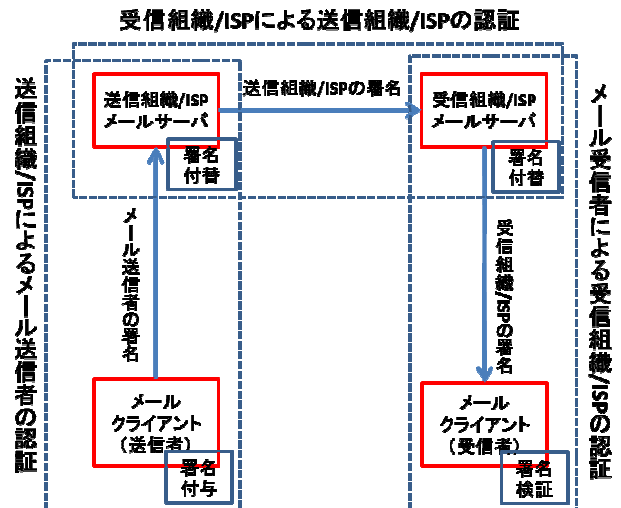 受信組織/ISPによる送信組織/ISPの認証
送信組織/ISPによるメール送信者の認証
メール受信者による受信組織/ISPの認証
送信組織/ISP
メールサーバ
署名
付替
送信組織/ISPの署名
受信組織/ISP
メールサーバ
署名
付替
メール送信者の署名
受信組織/ISPの署名
メール
クライアント
(送信者)
署名
付与
メール
クライアント
(受信者)
署名
検証